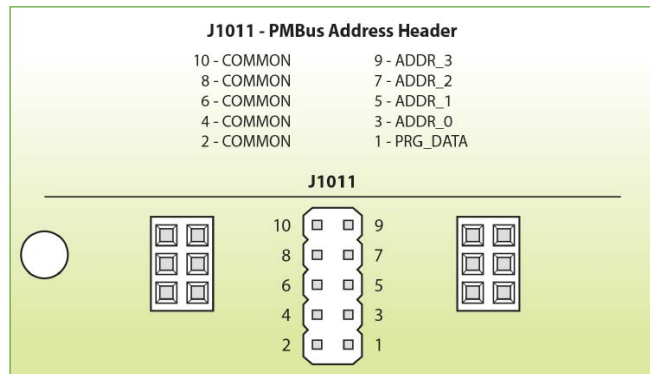 J1011 - PMBus Address Header
10 - COMMON 9 - ADDR_3
8 - COMMON 7 - ADDR_2
6 - COMMON 5 - ADDR_1
4 - COMMON 3 - ADDR_0
2 - COMMON 1 - PRG_DATA
J1011
10 9
8 7
6 5
4 3
2 1